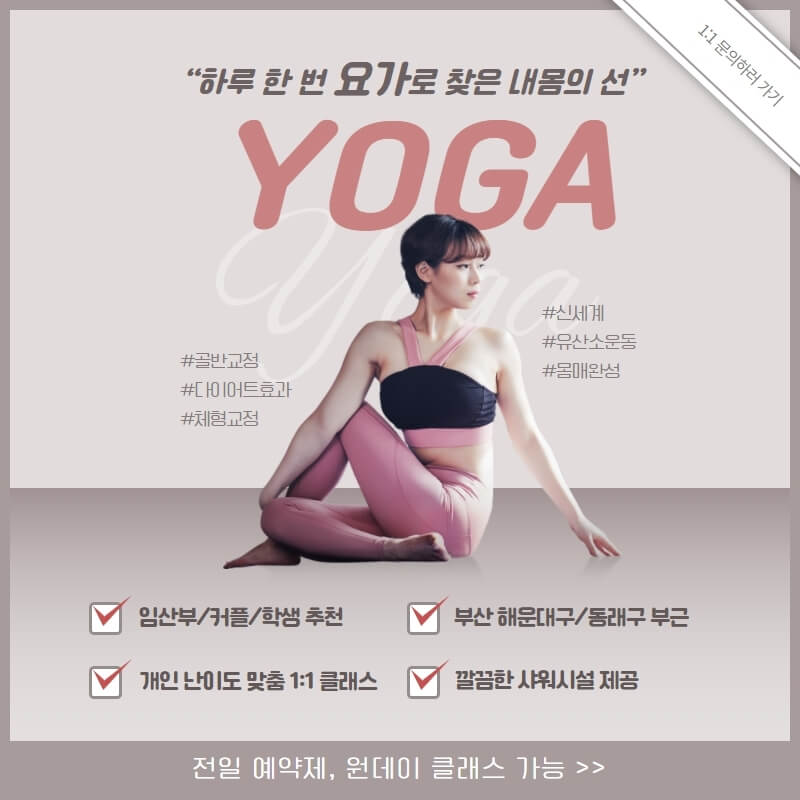 1:1 문의하러 가기
“하루 한 번 요가로 찾은 내몸의 선”
YOGA
Yoga
#신세계
#유산소운동
#몸매완성
#골반교정
#다이어트효과
#체형교정
임산부/커플/학생 추천
부산 해운대구/동래구 부근
개인 난이도 맞춤 1:1 클래스
깔끔한 샤워시설 제공
전일 예약제, 원데이 클래스 가능 >>